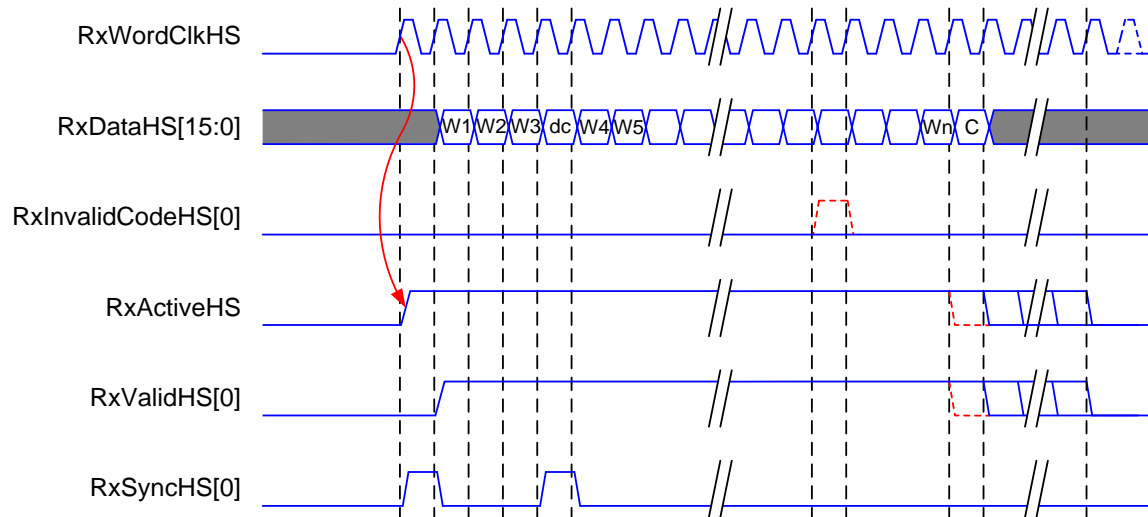 RxWordClkHS
RxDataHS[15:0] W1 W2 W3 dc W4 W5 Wn C
RxInvalidCodeHS[0]
RxActiveHS
RxValidHS[0]
RxSyncHS[0]